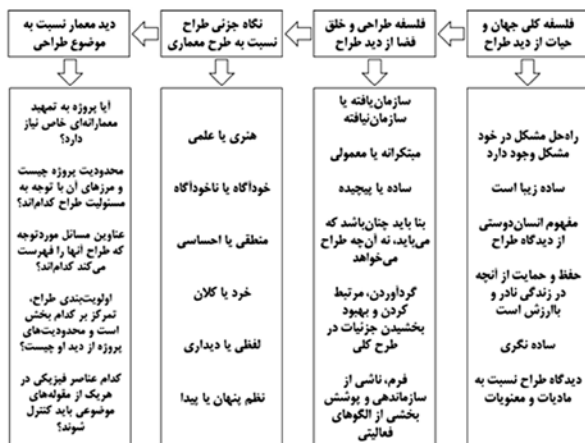 فلسفه کلی جهان و
حیات از دید طراح
فلسفه طراحی و خلق
فضا از دید طراح
نگاه جزئی طراح
نسبت به طرح معماری
دید معمار نسبت به
موضوع طراحی
راه‌حل مشکل در خود
مشکل وجود دارد
ساده زیبا است
مفهوم انسان‌دوستی
از دیدگاه طراح
حفظ و حمایت از آنچه
در زندگی نادر و
باارزش است
ساده نگری
دیدگاه طراح نسبت به
مادیات و معنویات
سازمان‌یافته یا
سازمان‌نیافته
مبتکرانه یا معمولی
ساده یا پیچیده
بنا باید چنان‌باشد که
می‌باید، نه آن‌چه طراح
می‌خواهد
گردآوردن، مرتبط
کردن و بهبود
بخشیدن جزئیات در
طرح کلی
فرم، ناشی از
سازماندهی و پوشش
بخشی از الگوهای
فعالیتی
هنری یا علمی
خودآگاه یا ناخودآگاه
منطقی یا احساسی
خرد یا کلان
لفظی یا دیداری
نظم پنهان یا پیدا
آیا پروژه به تمهید
معمارانه‌ای خاص نیاز
دارد؟
محدودیت پروژه چیست
و مرزهای آن با توجه به
مسئولیت طراح کدام‌اند؟
عناوین مسائل موردتوجه
که طراح آنها را فهرست
می‌کند کدام‌اند؟
اولویت‌بندی طراح،
تمرکز بر کدام بخش
است و محدودیت‌های
پروژه از دید او چیست؟
کدام عناصر فیزیکی در
هریک از مقوله‌های
موضوعی باید کنترل
شوند؟